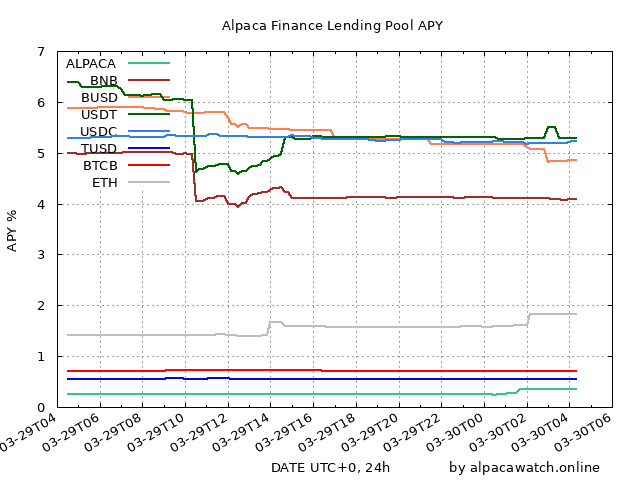 Alpaca Finance Lending Pool APY
7
6
5
4
3
2
1
0
APY %
ALPACA
BNB
BUSD
USDT
USDC
TUSD
BTCB
ETH
03-29T04
03-29T06
03-29T08
03-29T10
03-29T12
03-29T14
03-29T16
03-29T18
03-29T20
03-29T22
03-30T00
03-30T02
03-30T04
03-30T06
DATE UTC+0, 24h
by alpacawatch.online